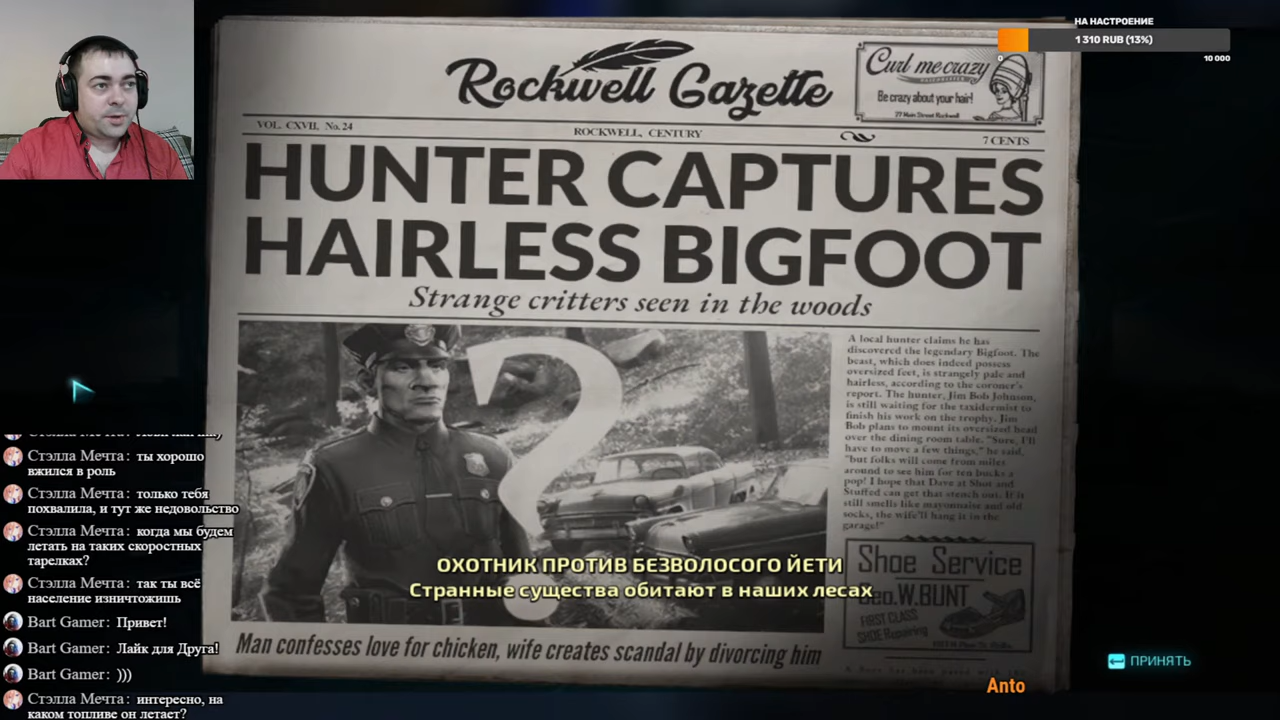 НА НАСТРОЕНИЕ
1 310 RUB (13%)
0
10 000
Rockwell Gazette
Curl me crazy
Be crazy about your hair!
27 Main Street Rockwell
VOL. CXVII, No. 24
ROCKWELL, CENTURY
7 CENTS
HUNTER CAPTURES
HAIRLESS BIGFOOT
Strange critters seen in the woods
A local hunter claims he has
discovered the legendary Bigfoot. The
beast, which does indeed possess
oversized feet, is strangely pale and
hairless, according to the coroner's
report. The hunter, Jim Bob Johnson,
is still waiting for the taxidermist to
finish his work on the trophy. Jim
Bob plans to mount its oversized head
over the dining room table. "Sure, I'll
have to move a few things," he said,
"but folks will come from miles
around to see him for ten bucks a
pop! I hope that Dave at Shot and
Stuffed can get that stench out. If it
still smells like mayonnaise and old
socks, the wife'll hang it in the
garage!"
?
Shoe Service
Geo.W.BUNT
FIRST CLASS
SHOE Repairing
ОХОТНИК ПРОТИВ БЕЗВОЛОСОГО ЙЕТИ
Странные существа обитают в наших лесах
Man confesses love for chicken, wife creates scandal by divorcing him
ПРИНЯТЬ
Anto
Стэлла Мечта: ты хорошо
вжился в роль
Стэлла Мечта: только тебя
похвалила, и тут же недовольство
Стэлла Мечта: когда мы будем
летать на таких скоростных
тарелках?
Стэлла Мечта: так ты всё
население изничтожишь
Bart Gamer: Привет!
Bart Gamer: Лайк для Друга!
Bart Gamer: )))
Стэлла Мечта: интересно, на
каком топливе он летает?